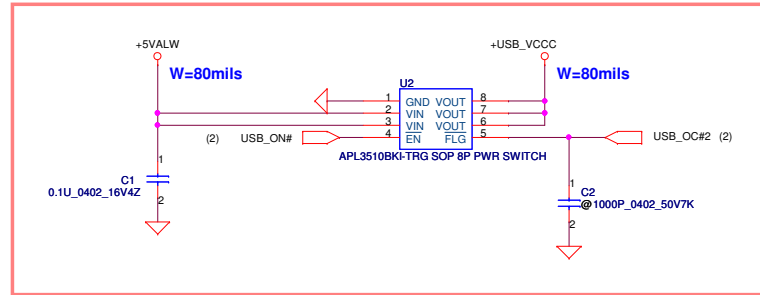 +5VALW
+USB_VCCC
W=80mils
W=80mils
U2
1 GND VOUT 8
2 VIN VOUT 7
3 VIN VOUT 6
4 EN FLG 5
(2) USB_ON#
USB_OC#2 (2)
APL3510BKI-TRG SOP 8P PWR SWITCH
1
C1
0.1U_0402_16V4Z
2
1
C2
@1000P_0402_50V7K
2